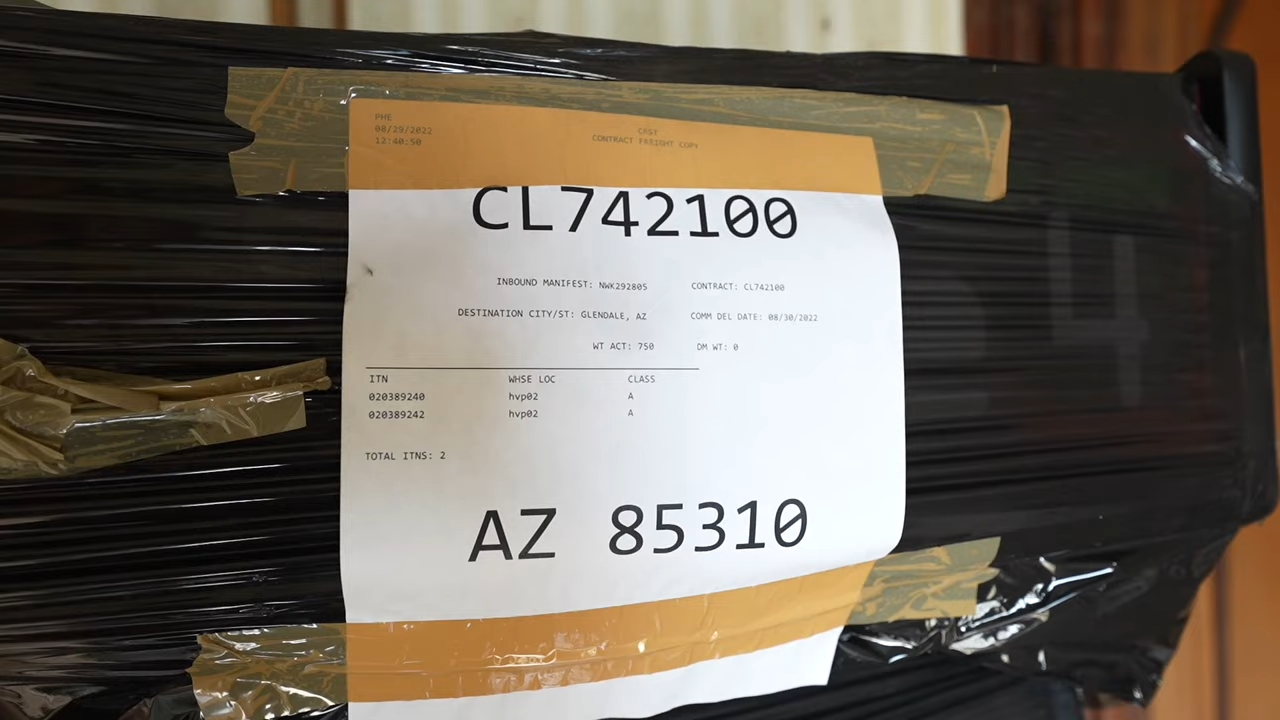 PHE
08/29/2022
12:40:50
CAST
CONTRACT FREIGHT COPY
CL742100
INBOUND MANIFEST: NWK292805 CONTRACT: CL742100
DESTINATION CITY/ST: GLENDALE, AZ COMM DEL DATE: 08/30/2022
WT ACT: 750 DM WT: 0
ITN WHSE LOC CLASS
020389240 hvp02 A
020389242 hvp02 A
TOTAL ITNS: 2
AZ 85310